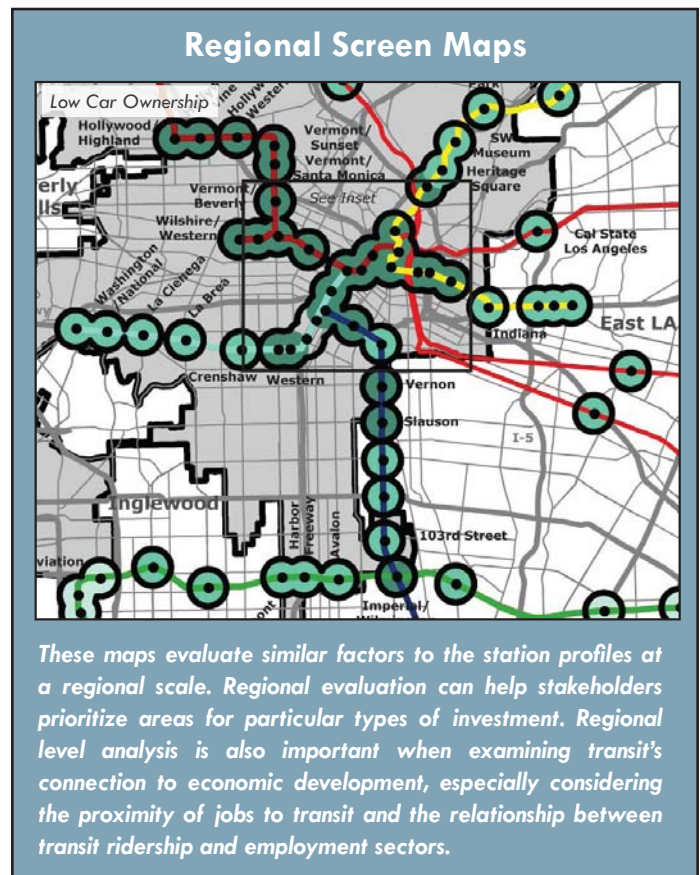 Regional Screen Maps
Low Car Ownership
Hollywood/
Highland
Western
Vermont/
Sunset
Vermont/
Santa Monica
Park
SW
Museum
Heritage
Square
Vermont/
Beverly
See Inset
Wilshire/
Western
Cal State
Los Angeles
Washington
/National
La Cienega
La Brea
Indiana
East LA
Crenshaw
Western
Vernon
Slauson
I-5
Inglewood
Harbor
Freeway
Avalon
103rd Street
viation
Imperial/
These maps evaluate similar factors to the station profiles at
a regional scale. Regional evaluation can help stakeholders
prioritize areas for particular types of investment. Regional
level analysis is also important when examining transit's
connection to economic development, especially considering
the proximity of jobs to transit and the relationship between
transit ridership and employment sectors.